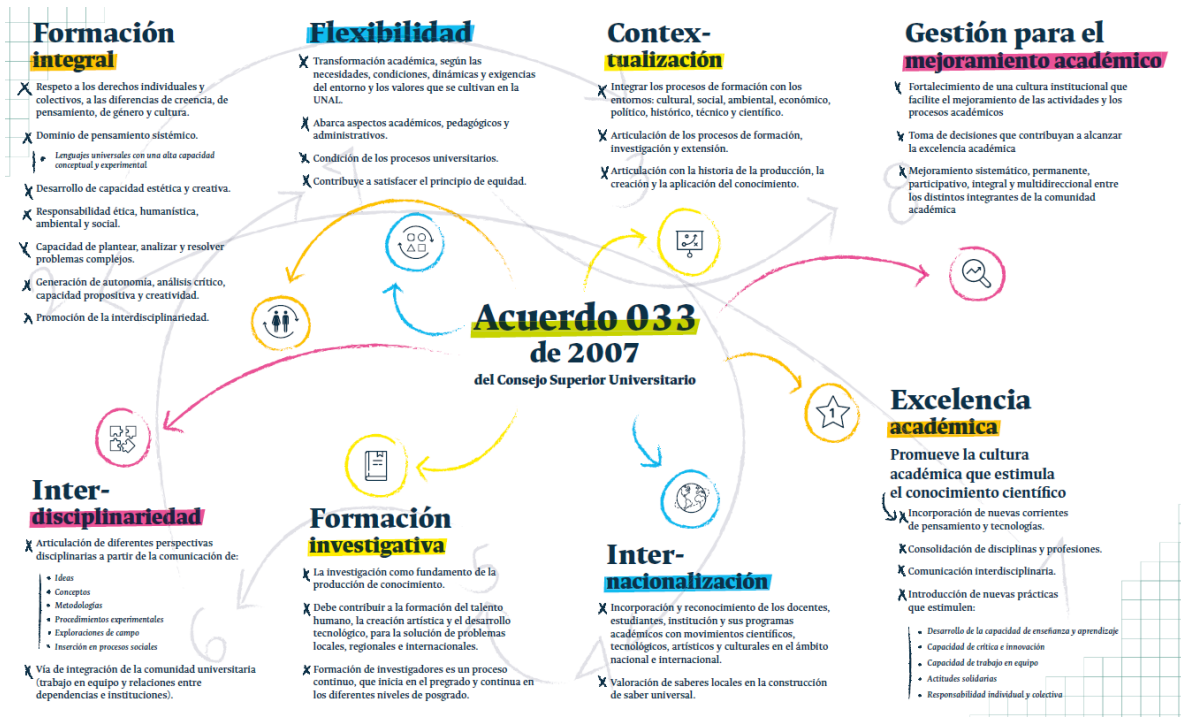 Formación
integral
Respeto a los derechos individuales y
colectivos, a las diferencias de creencia, de
pensamiento, de género y cultura.
Dominio de pensamiento sistémico.
Lenguajes universales con una alta capacidad
conceptual y experimental
Desarrollo de capacidad estética y creativa.
Responsabilidad ética, humanística,
ambiental y social.
Capacidad de plantear, analizar y resolver
problemas complejos.
Generación de autonomía, análisis crítico,
capacidad propositiva y creatividad.
Promoción de la interdisciplinariedad.
Flexibilidad
Transformación académica, según las
necesidades, condiciones, dinámicas y exigencias
del entorno y los valores que se cultivan en la
UNAL.
Abarca aspectos académicos, pedagógicos y
administrativos.
Condición de los procesos universitarios.
Contribuye a satisfacer el principio de equidad.
Contex-
tualización
Integrar los procesos de formación con los
entornos: cultural, social, ambiental, económico,
político, histórico, técnico y científico.
Articulación de los procesos de formación,
investigación y extensión.
Articulación con la historia de la producción, la
creación y la aplicación del conocimiento.
Gestión para el
mejoramiento académico
Fortalecimiento de una cultura institucional que
facilite el mejoramiento de las actividades y los
procesos académicos
Toma de decisiones que contribuyan a alcanzar
la excelencia académica
Mejoramiento sistemático, permanente,
participativo, integral y multidireccional entre
los distintos integrantes de la comunidad
académica
Acuerdo 033
de 2007
del Consejo Superior Universitario
Inter-
disciplinariedad
Articulación de diferentes perspectivas
disciplinarias a partir de la comunicación de:
Ideas
Conceptos
Metodologías
Procedimientos experimentales
Exploraciones de campo
Inserción en procesos sociales
Vía de integración de la comunidad universitaria
(trabajo en equipo y relaciones entre
dependencias e instituciones).
Formación
investigativa
La investigación como fundamento de la
producción de conocimiento.
Debe contribuir a la formación del talento
humano, la creación artística y el desarollo
tecnológico, para la solución de problemas
locales, regionales e internacionales.
Formación de investigadores es un proceso
continuo, que inicia en el pregrado y continua en
los diferentes niveles de posgrado.
Inter-
nacionalización
Incorporación y reconocimiento de los docentes,
estudiantes, institución y sus programas
académicos con movimientos científicos,
tecnológicos, artísticos y culturales en el ámbito
nacional e internacional.
Valoración de saberes locales en la construcción
de saber universal.
1
Excelencia
académica
Promueve la cultura
académica que estimula
el conocimiento científico
Incorporación de nuevas corrientes
de pensamiento y tecnologías.
Consolidación de disciplinas y profesiones.
Comunicación interdisciplinaria.
Introducción de nuevas prácticas
que estimulen:
Desarrollo de la capacidad de enseñanza y aprendizaje
Capacidad de crítica e innovación
Capacidad de trabajo en equipo
Actitudes solidarias
Responsabilidad individual y colectiva
2
3
8
6
5
4
1